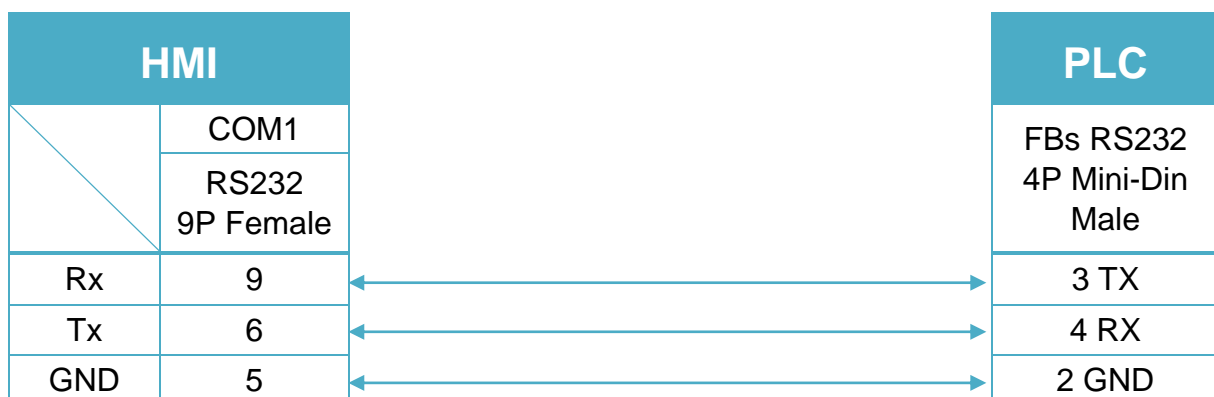 HMI
PLC
COM1
RS232
9P Female
FBs RS232
4P Mini-Din
Male
Rx 9 3 TX
Tx 6 4 RX
GND 5 2 GND